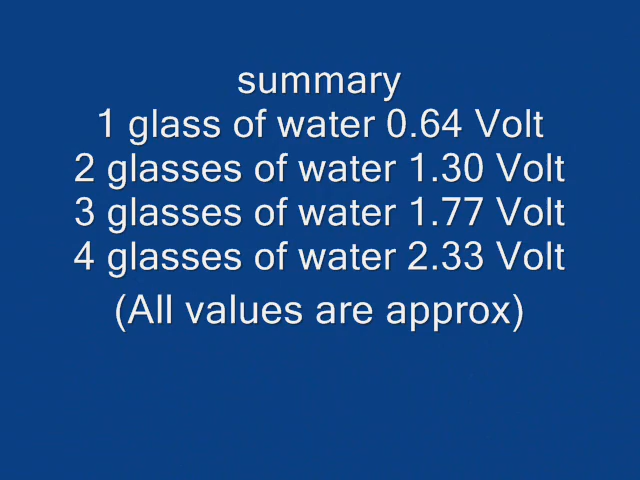 summary
1 glass of water 0.64 Volt
2 glasses of water 1.30 Volt
3 glasses of water 1.77 Volt
4 glasses of water 2.33 Volt
(All values are approx)